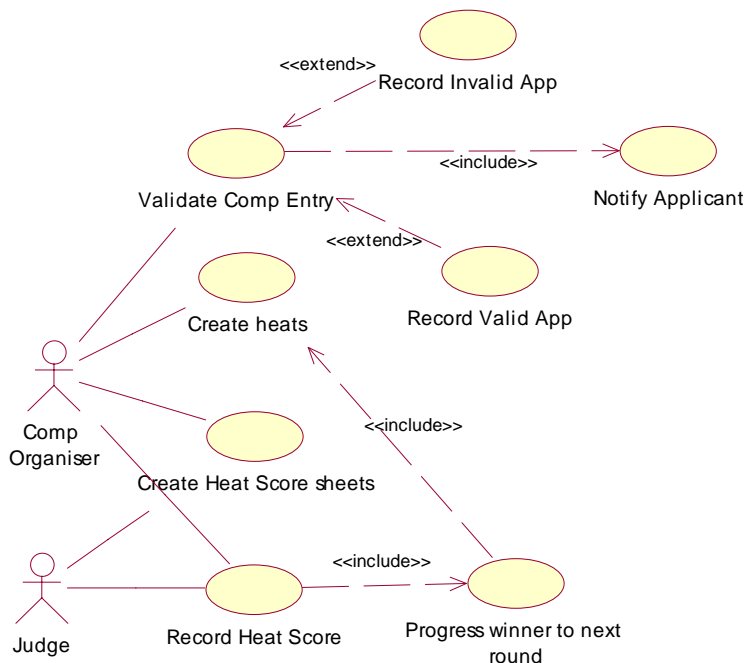 <<extend>>
Record Invalid App
<<include>>
Validate Comp Entry
Notify Applicant
<<extend>>
Create heats
Record Valid App
Comp
Organiser
<<include>>
Create Heat Score sheets
<<include>>
Judge
Record Heat Score
Progress winner to next
round